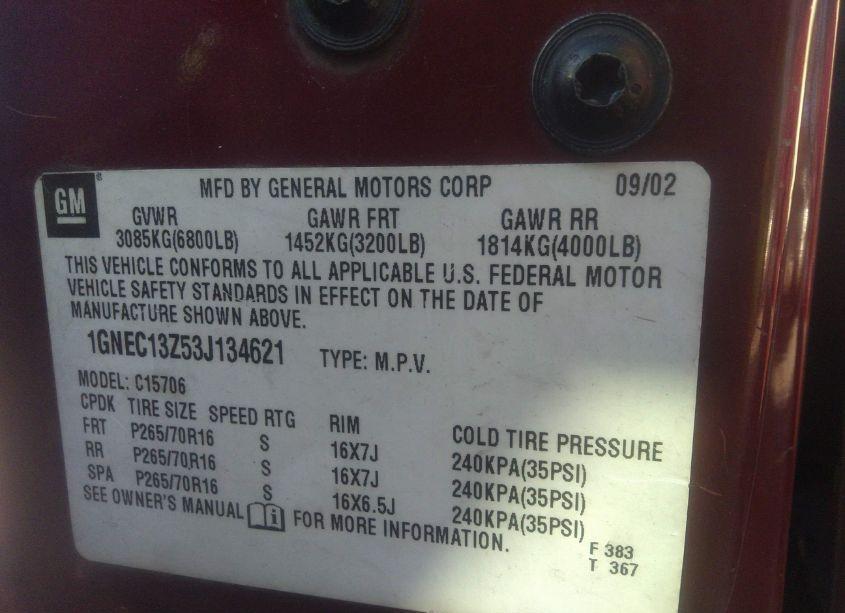 GM® MFD BY GENERAL MOTORS CORP 09/02
GVWR GAWR FRT GAWR RR
3085KG(6800LB) 1452KG(3200LB) 1814KG(4000LB)
THIS VEHICLE CONFORMS TO ALL APPLICABLE U.S. FEDERAL MOTOR
VEHICLE SAFETY STANDARDS IN EFFECT ON THE DATE OF
MANUFACTURE SHOWN ABOVE.
1GNEC13Z53J134621 TYPE: M.P.V.
MODEL: C15706
CPDK TIRE SIZE SPEED RTG RIM COLD TIRE PRESSURE
FRT P265/70R16 S 16X7J 240KPA(35PSI)
RR P265/70R16 S 16X7J 240KPA(35PSI)
SPA P265/70R16 S 16X6.5J 240KPA(35PSI)
SEE OWNER'S MANUAL FOR MORE INFORMATION.
F 383
T 367